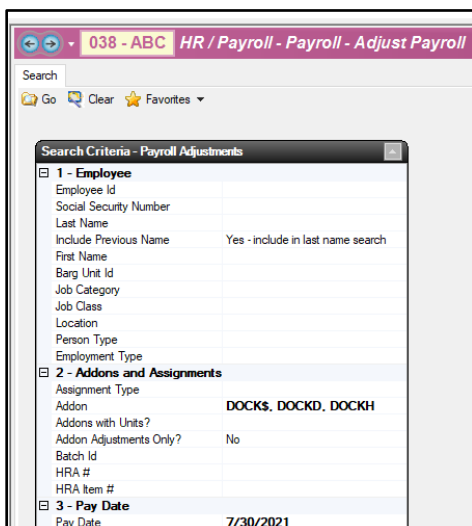 038 - ABC HR / Payroll - Payroll - Adjust Payroll
Search
Go Clear Favorites
Search Criteria - Payroll Adjustments
1 - Employee
Employee Id
Social Security Number
Last Name
Include Previous Name Yes - include in last name search
First Name
Barg Unit Id
Job Category
Job Class
Location
Person Type
Employment Type
2 - Addons and Assignments
Assignment Type
Addon DOCK$, DOCKD, DOCKH
Addons with Units?
Addon Adjustments Only? No
Batch Id
HRA #
HRA Item #
3 - Pay Date
Pay Date 7/30/2021